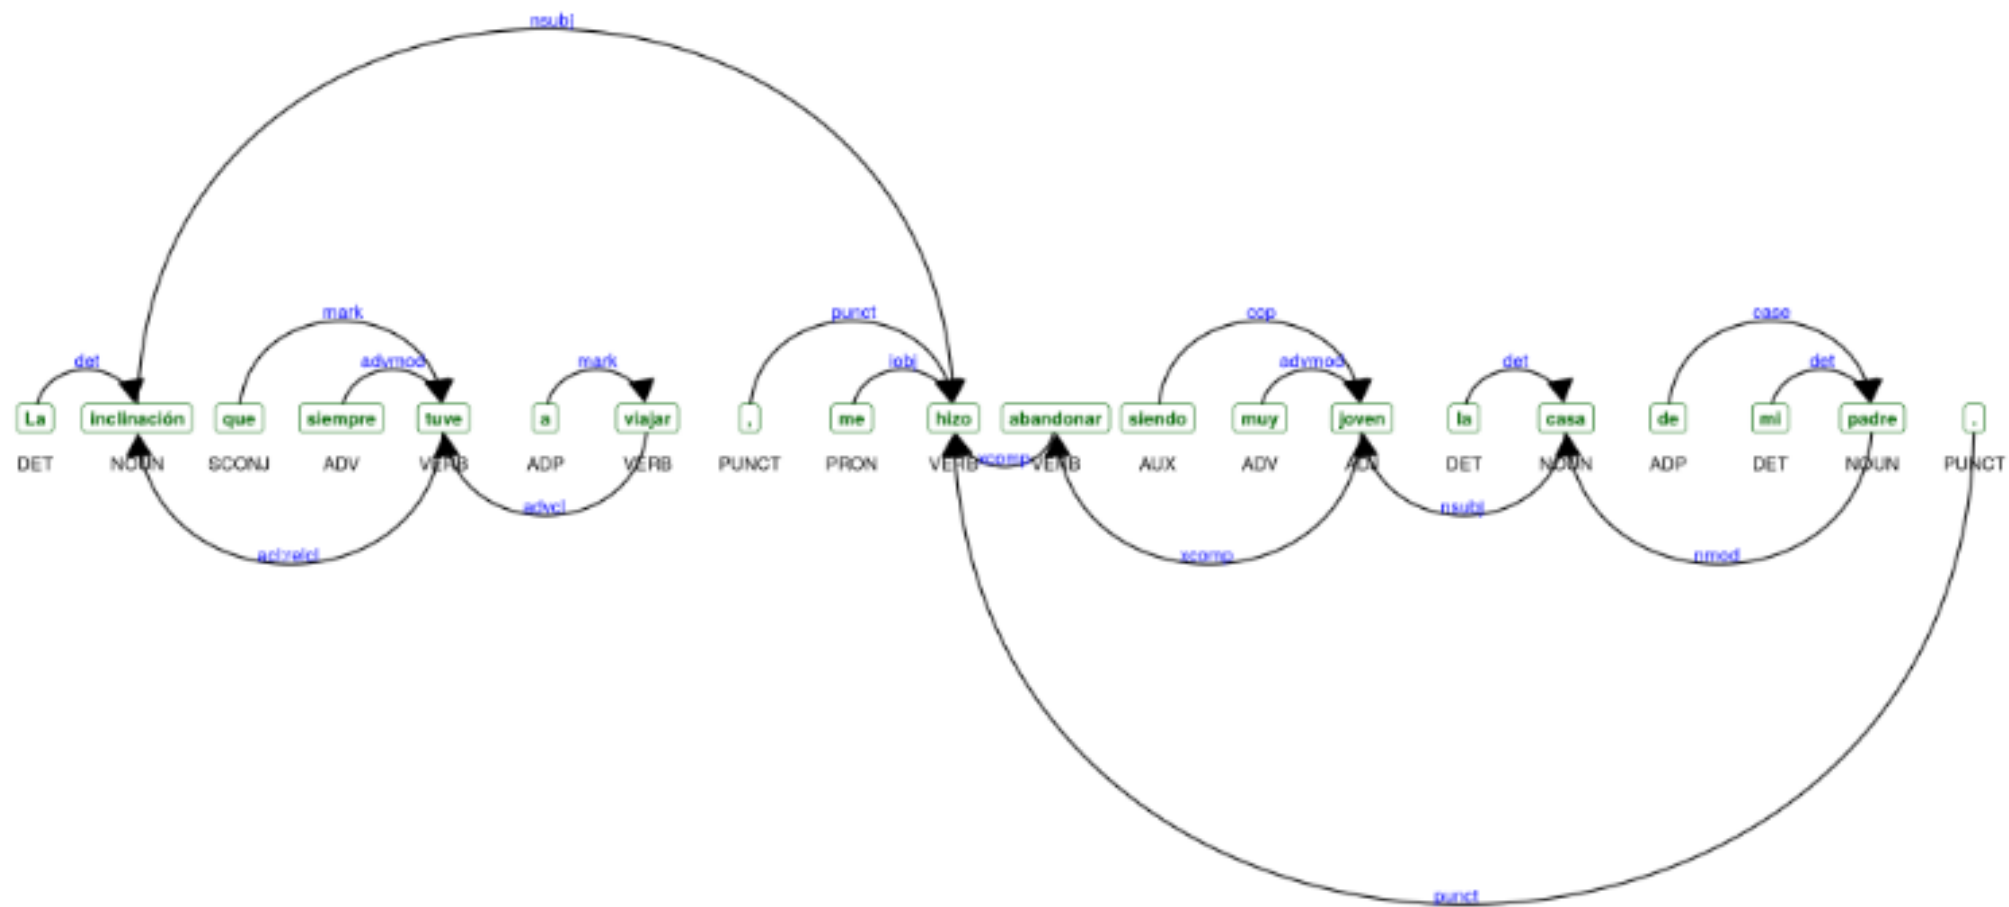 nsubj
mark punct cop case
det advmod mark iobj advmod det det
La inclinación que siempre tuve a viajar , me hizo abandonar siendo muy joven la casa de mi padre .
DET NOUN SCONJ ADV VERB ADP VERB PUNCT PRON VERB xcomp VERB AUX ADV ADJ DET NOUN ADP DET NOUN PUNCT
advcl nsubj
acl:relcl xcomp nmod
punct